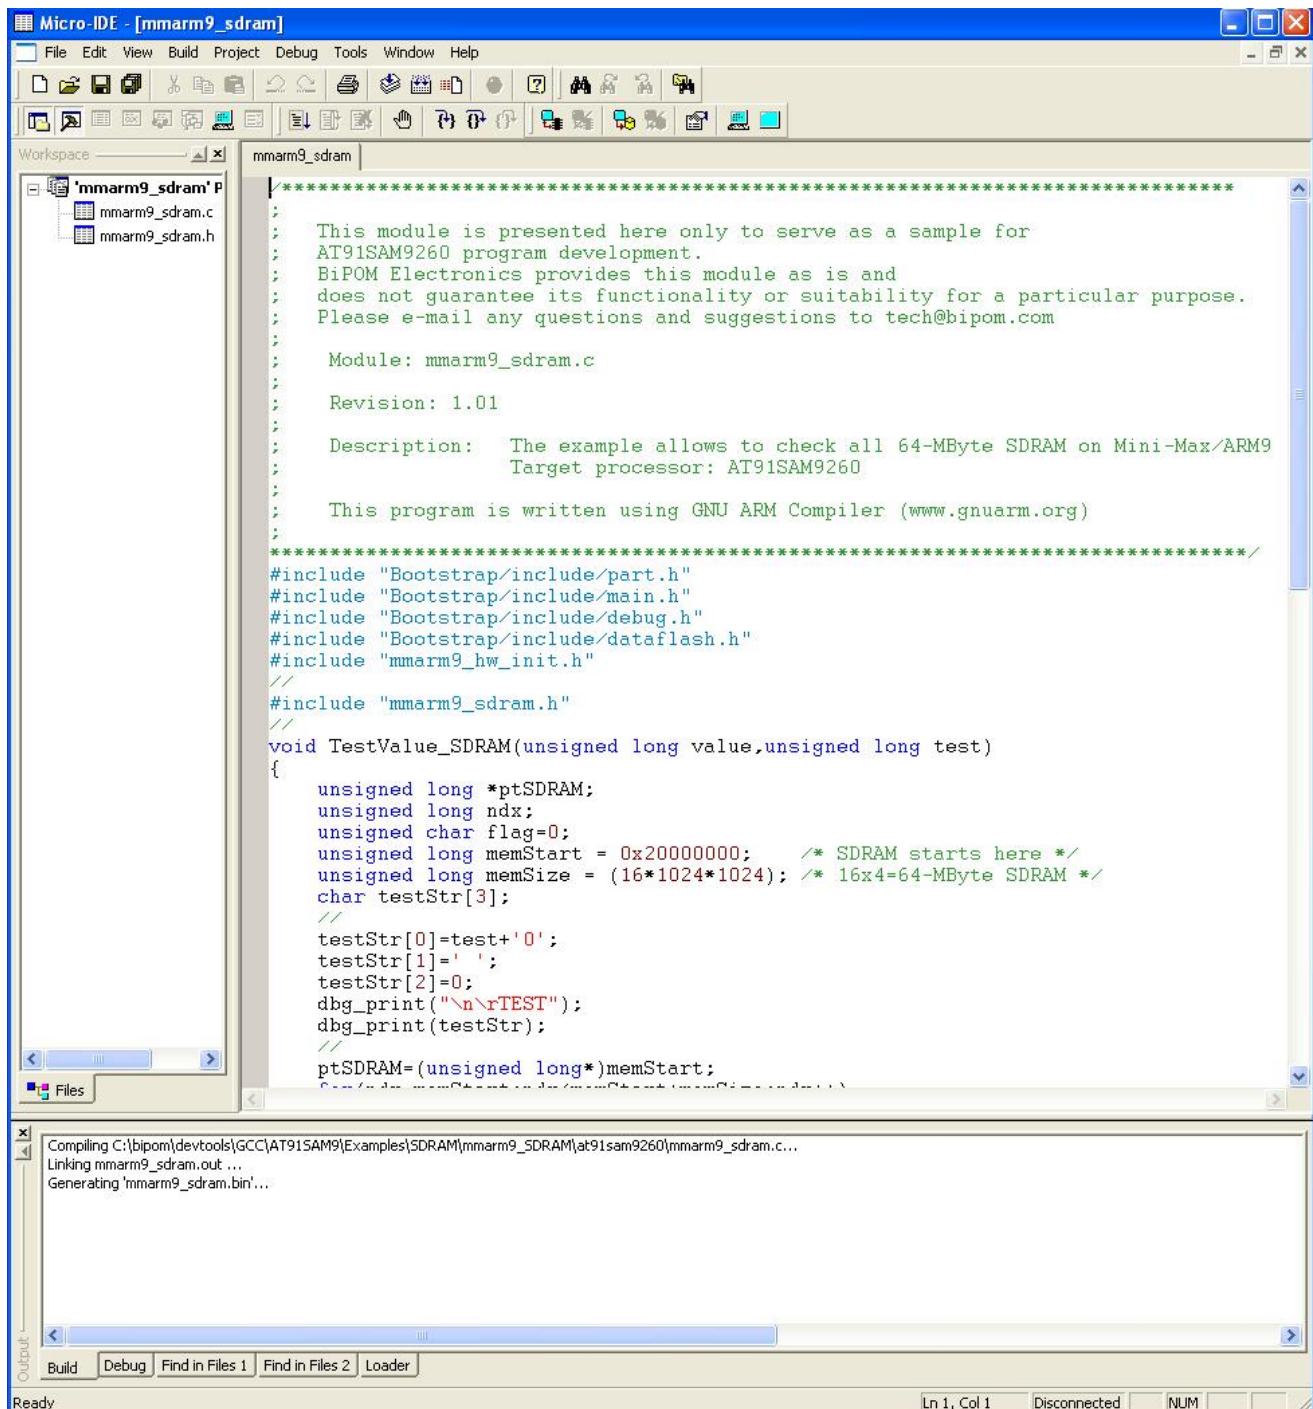 Micro-IDE - [mmarm9_sdram]
File Edit View Build Project Debug Tools Window Help
Workspace
mmarm9_sdram
'mmarm9_sdram' P
mmarm9_sdram.c
mmarm9_sdram.h
Files
/*******************************************************************************
;
; This module is presented here only to serve as a sample for
; AT91SAM9260 program development.
; BiPOM Electronics provides this module as is and
; does not guarantee its functionality or suitability for a particular purpose.
; Please e-mail any questions and suggestions to tech@bipom.com
;
; Module: mmarm9_sdram.c
;
; Revision: 1.01
;
; Description: The example allows to check all 64-MByte SDRAM on Mini-Max/ARM9
; Target processor: AT91SAM9260
;
; This program is written using GNU ARM Compiler (www.gnuarm.org)
;
*********************************************************************************/
#include "Bootstrap/include/part.h"
#include "Bootstrap/include/main.h"
#include "Bootstrap/include/debug.h"
#include "Bootstrap/include/dataflash.h"
#include "mmarm9_hw_init.h"
//
#include "mmarm9_sdram.h"
//
void TestValue_SDRAM(unsigned long value,unsigned long test)
{
unsigned long *ptSDRAM;
unsigned long ndx;
unsigned char flag=0;
unsigned long memStart = 0x20000000; /* SDRAM starts here */
unsigned long memSize = (16*1024*1024); /* 16x4=64-MByte SDRAM */
char testStr[3];
//
testStr[0]=test+'0';
testStr[1]=' ';
testStr[2]=0;
dbg_print("\n\rTEST");
dbg_print(testStr);
//
ptSDRAM=(unsigned long*)memStart;
Output
Compiling C:\bipom\devtools\GCC\AT91SAM9\Examples\SDRAM\mmarm9_SDRAM\at91sam9260\mmarm9_sdram.c...
Linking mmarm9_sdram.out ...
Generating 'mmarm9_sdram.bin'...
Build Debug Find in Files 1 Find in Files 2 Loader
Ready Ln 1, Col 1 Disconnected NUM